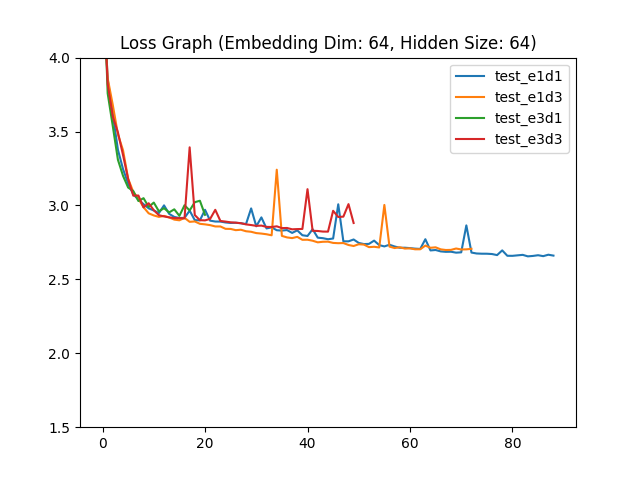 Loss Graph (Embedding Dim: 64, Hidden Size: 64)
4.0
3.5
3.0
2.5
2.0
1.5
0 20 40 60 80
test_e1d1
test_e1d3
test_e3d1
test_e3d3